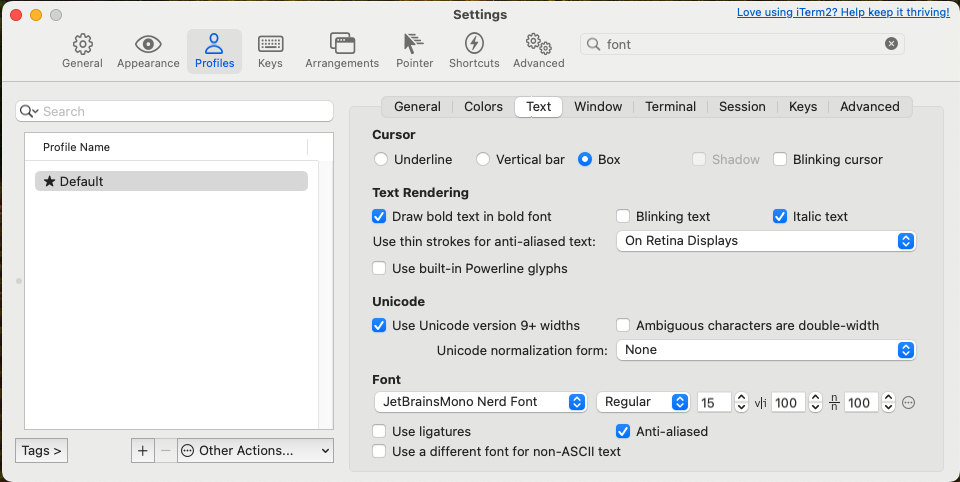 Settings
Love using iTerm2? Help keep it thriving!
General Appearance Profiles Keys Arrangements Pointer Shortcuts Advanced
font
Search
Profile Name
★ Default
Tags >
+ − Other Actions...
General Colors Text Window Terminal Session Keys Advanced
Cursor
Underline Vertical bar Box Shadow Blinking cursor
Text Rendering
Draw bold text in bold font Blinking text Italic text
Use thin strokes for anti-aliased text: On Retina Displays
Use built-in Powerline glyphs
Unicode
Use Unicode version 9+ widths Ambiguous characters are double-width
Unicode normalization form: None
Font
JetBrainsMono Nerd Font Regular 15 v|i 100 n/n 100
Use ligatures Anti-aliased
Use a different font for non-ASCII text